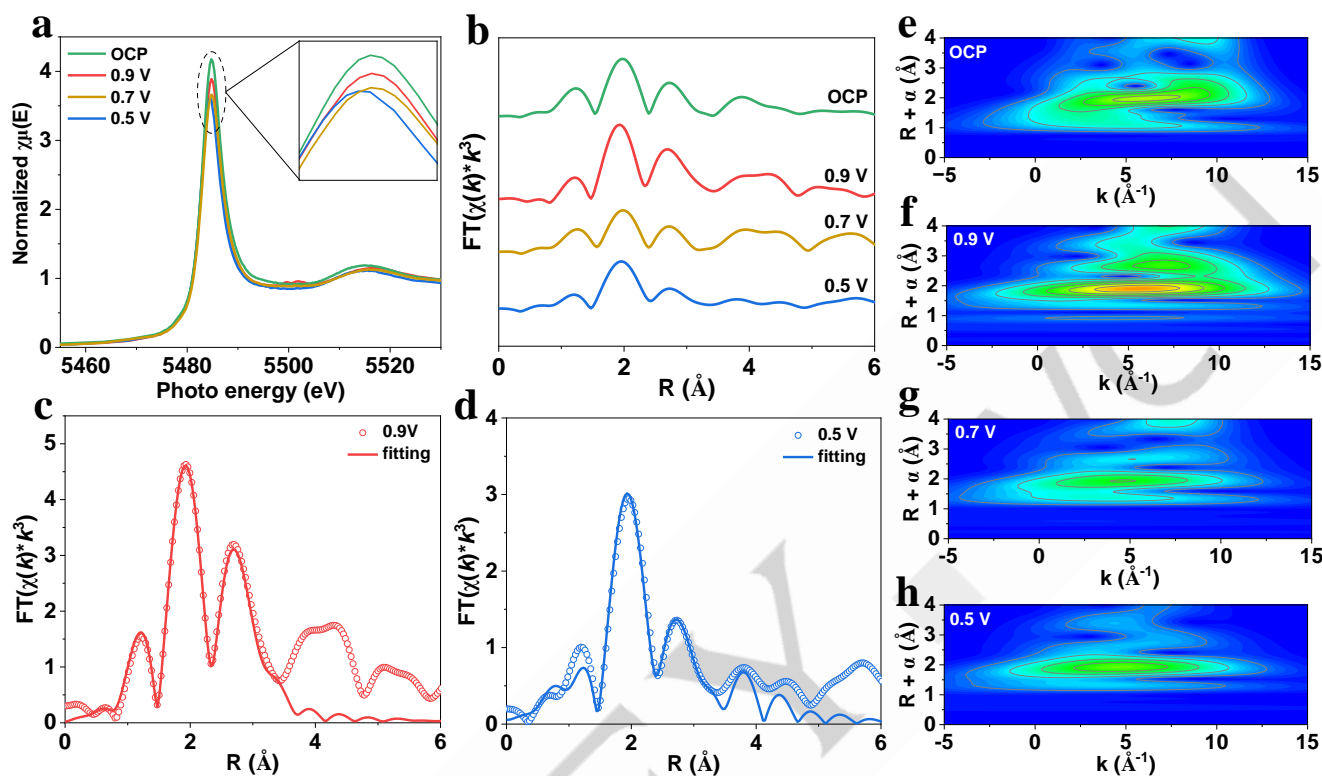 a
OCP
0.9 V
0.7 V
0.5 V
Normalized χμ(E)
4
3
2
1
0
5460
5480
5500
5520
Photo energy (eV)
b
OCP
0.9 V
0.7 V
0.5 V
FT(χ(k)*k³)
0
2
4
6
R (Å)
c
0.9V
fitting
FT(χ(k)*k³)
5
4
3
2
1
0
0
2
4
6
R (Å)
d
0.5 V
fitting
FT(χ(k)*k³)
4
3
2
1
0
0
2
4
6
R (Å)
e
OCP
R + α (Å)
4
3
2
1
0
-5
0
5
10
15
k (Å⁻¹)
f
0.9 V
R + α (Å)
4
3
2
1
0
-5
0
5
10
15
k (Å⁻¹)
g
0.7 V
R + α (Å)
4
3
2
1
0
-5
0
5
10
15
k (Å⁻¹)
h
0.5 V
R + α (Å)
4
3
2
1
0
-5
0
5
10
15
k (Å⁻¹)